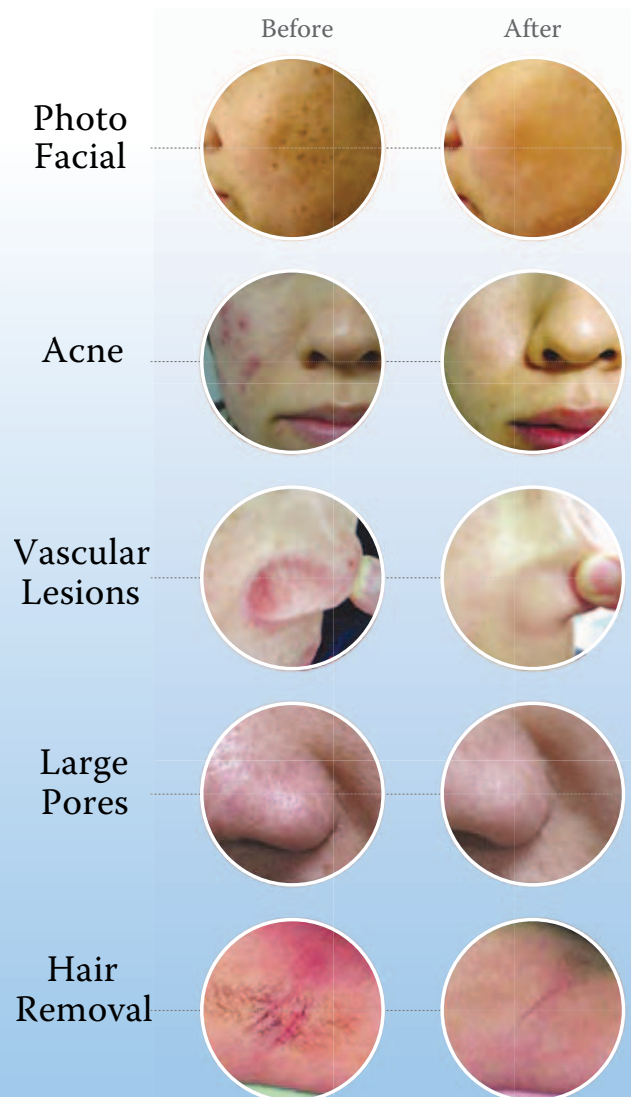 Before
After
Photo
Facial
Acne
Vascular
Lesions
Large
Pores
Hair
Removal